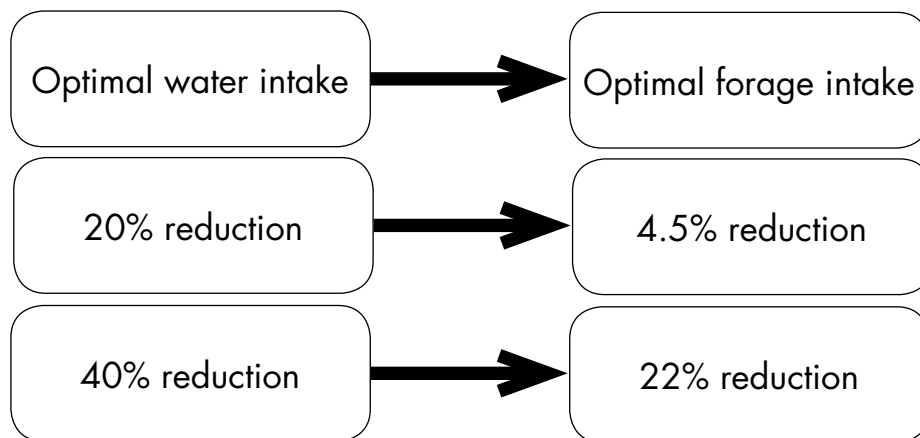 Optimal water intake
Optimal forage intake
20% reduction
4.5% reduction
40% reduction
22% reduction